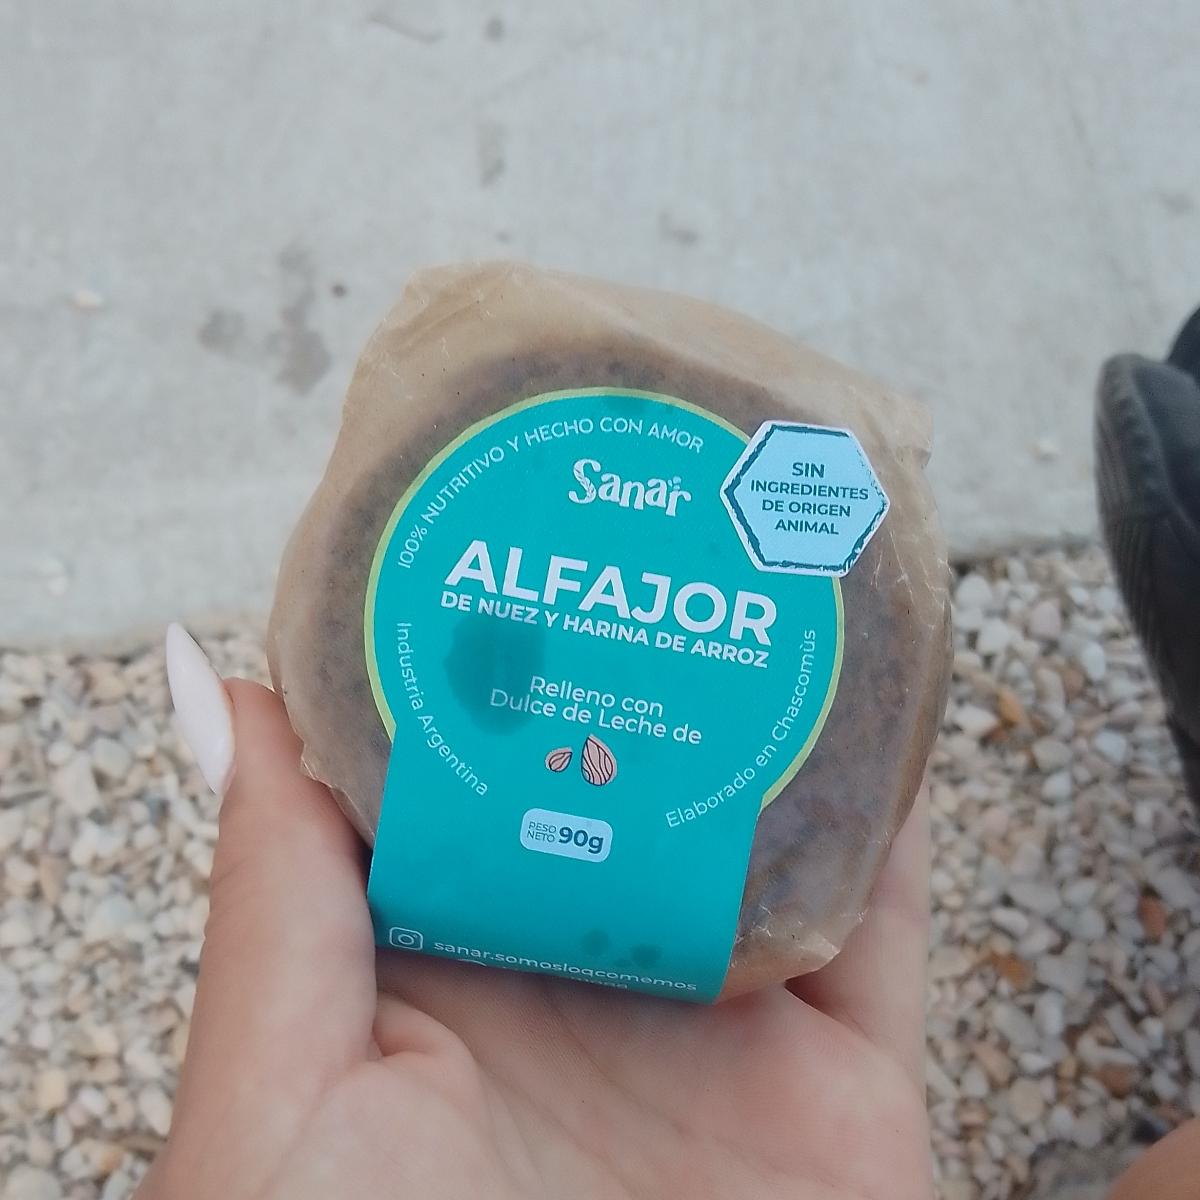 100% NUTRITIVO Y HECHO CON AMOR
Sanar
SIN
INGREDIENTES
DE ORIGEN
ANIMAL
ALFAJOR
DE NUEZ Y HARINA DE ARROZ
Relleno con
Dulce de Leche de
Industria Argentina
Elaborado en Chascomús
PESO
NETO 90g
sanar.somosloqcomemos